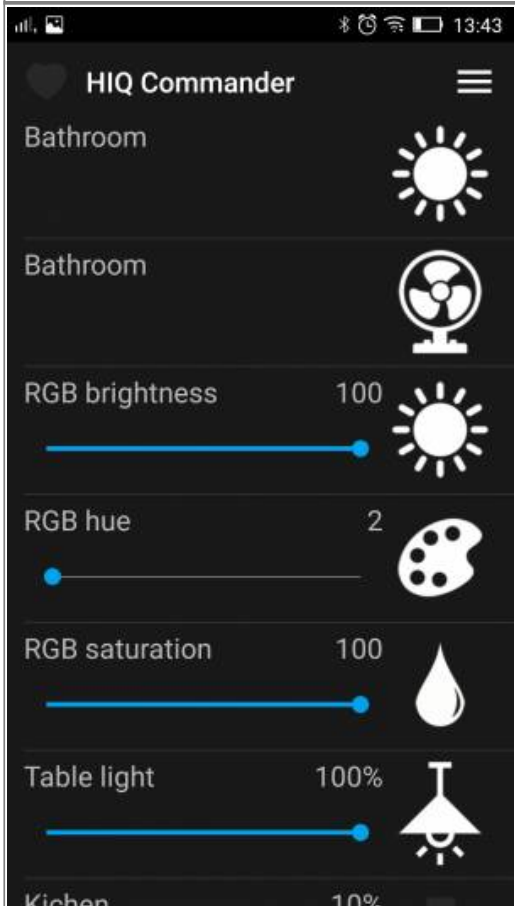 13:43
HIQ Commander
Bathroom
Bathroom
RGB brightness 100
RGB hue 2
RGB saturation 100
Table light 100%
Kichen 10%